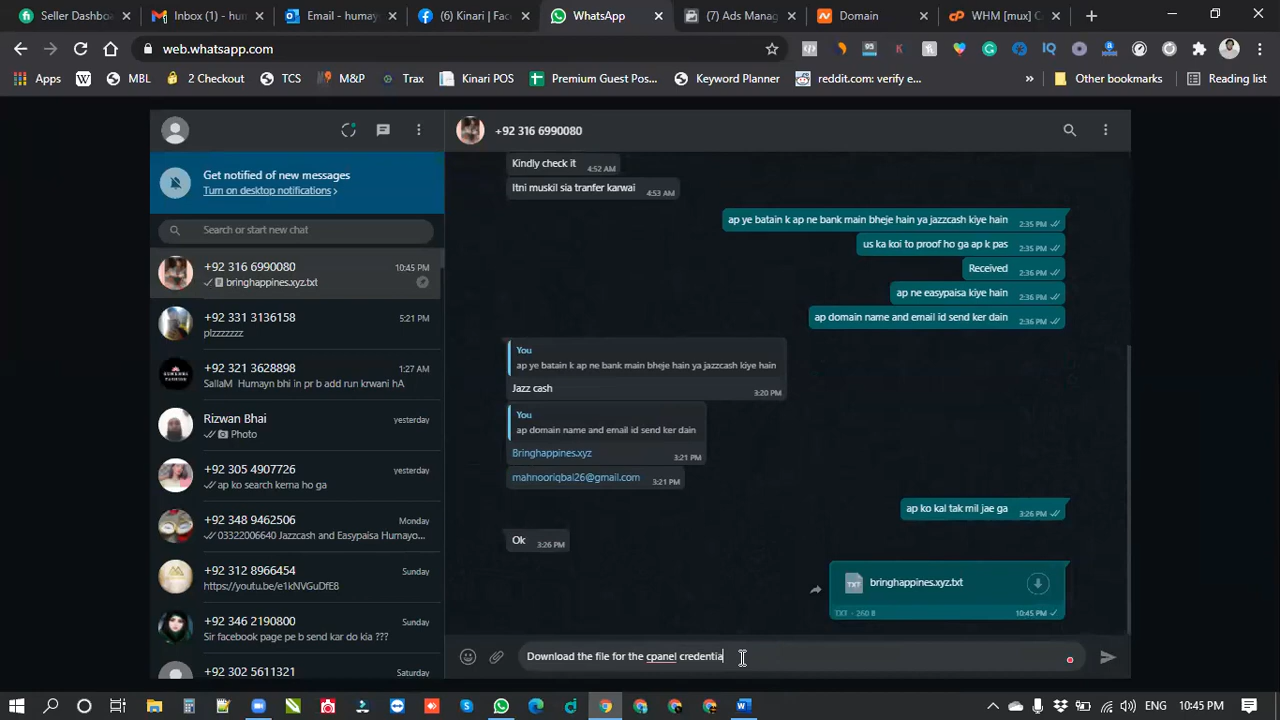 Seller Dashbo
Inbox (1) - hu
Email - humay
(6) Kinari | Fac
WhatsApp
(7) Ads Manag
Domain
WHM [mux] C
web.whatsapp.com
Apps
MBL
2 Checkout
TCS
M&P
Trax
Kinari POS
Premium Guest Pos...
Keyword Planner
reddit.com: verify e...
»
Other bookmarks
Reading list
Get notified of new messages
Turn on desktop notifications >
Search or start new chat
+92 316 6990080
10:45 PM
bringhappines.xyz.txt
+92 331 3136158
5:21 PM
plzzzzzz
+92 321 3628898
1:27 AM
SallaM Humayn bhi in pr b add run krwani hA
Rizwan Bhai
yesterday
Photo
+92 305 4907726
yesterday
ap ko search kerna ho ga
+92 348 9462506
Monday
03322006640 Jazzcash and Easypaisa Humayo...
+92 312 8966154
Sunday
https://youtu.be/e1kNVGuDfE8
+92 346 2190800
Sunday
Sir facebook page pe b send kar do kia ???
+92 302 5312411
Sunday
+92 316 6990080
Kindly check it
4:52 AM
Itni muskil sia tranfer karwai
4:53 AM
ap ye batain k ap ne bank main bheje hain ya jazzcash kiye hain
2:35 PM
us ka koi to proof ho ga ap k pas
2:35 PM
Received
2:36 PM
ap ne easypaisa kiye hain
2:36 PM
ap domain name and email id send ker dain
2:36 PM
You
ap ye batain k ap ne bank main bheje hain ya jazzcash kiye hain
Jazz cash
3:20 PM
You
ap domain name and email id send ker dain
Bringhappines.xyz
3:21 PM
mahnooriqbal26@gmail.com
3:21 PM
ap ko kal tak mil jae ga
3:26 PM
Ok
3:26 PM
TXT
bringhappines.xyz.txt
TXT - 260 B
10:45 PM
Download the file for the cpanel credentia
ENG
10:45 PM